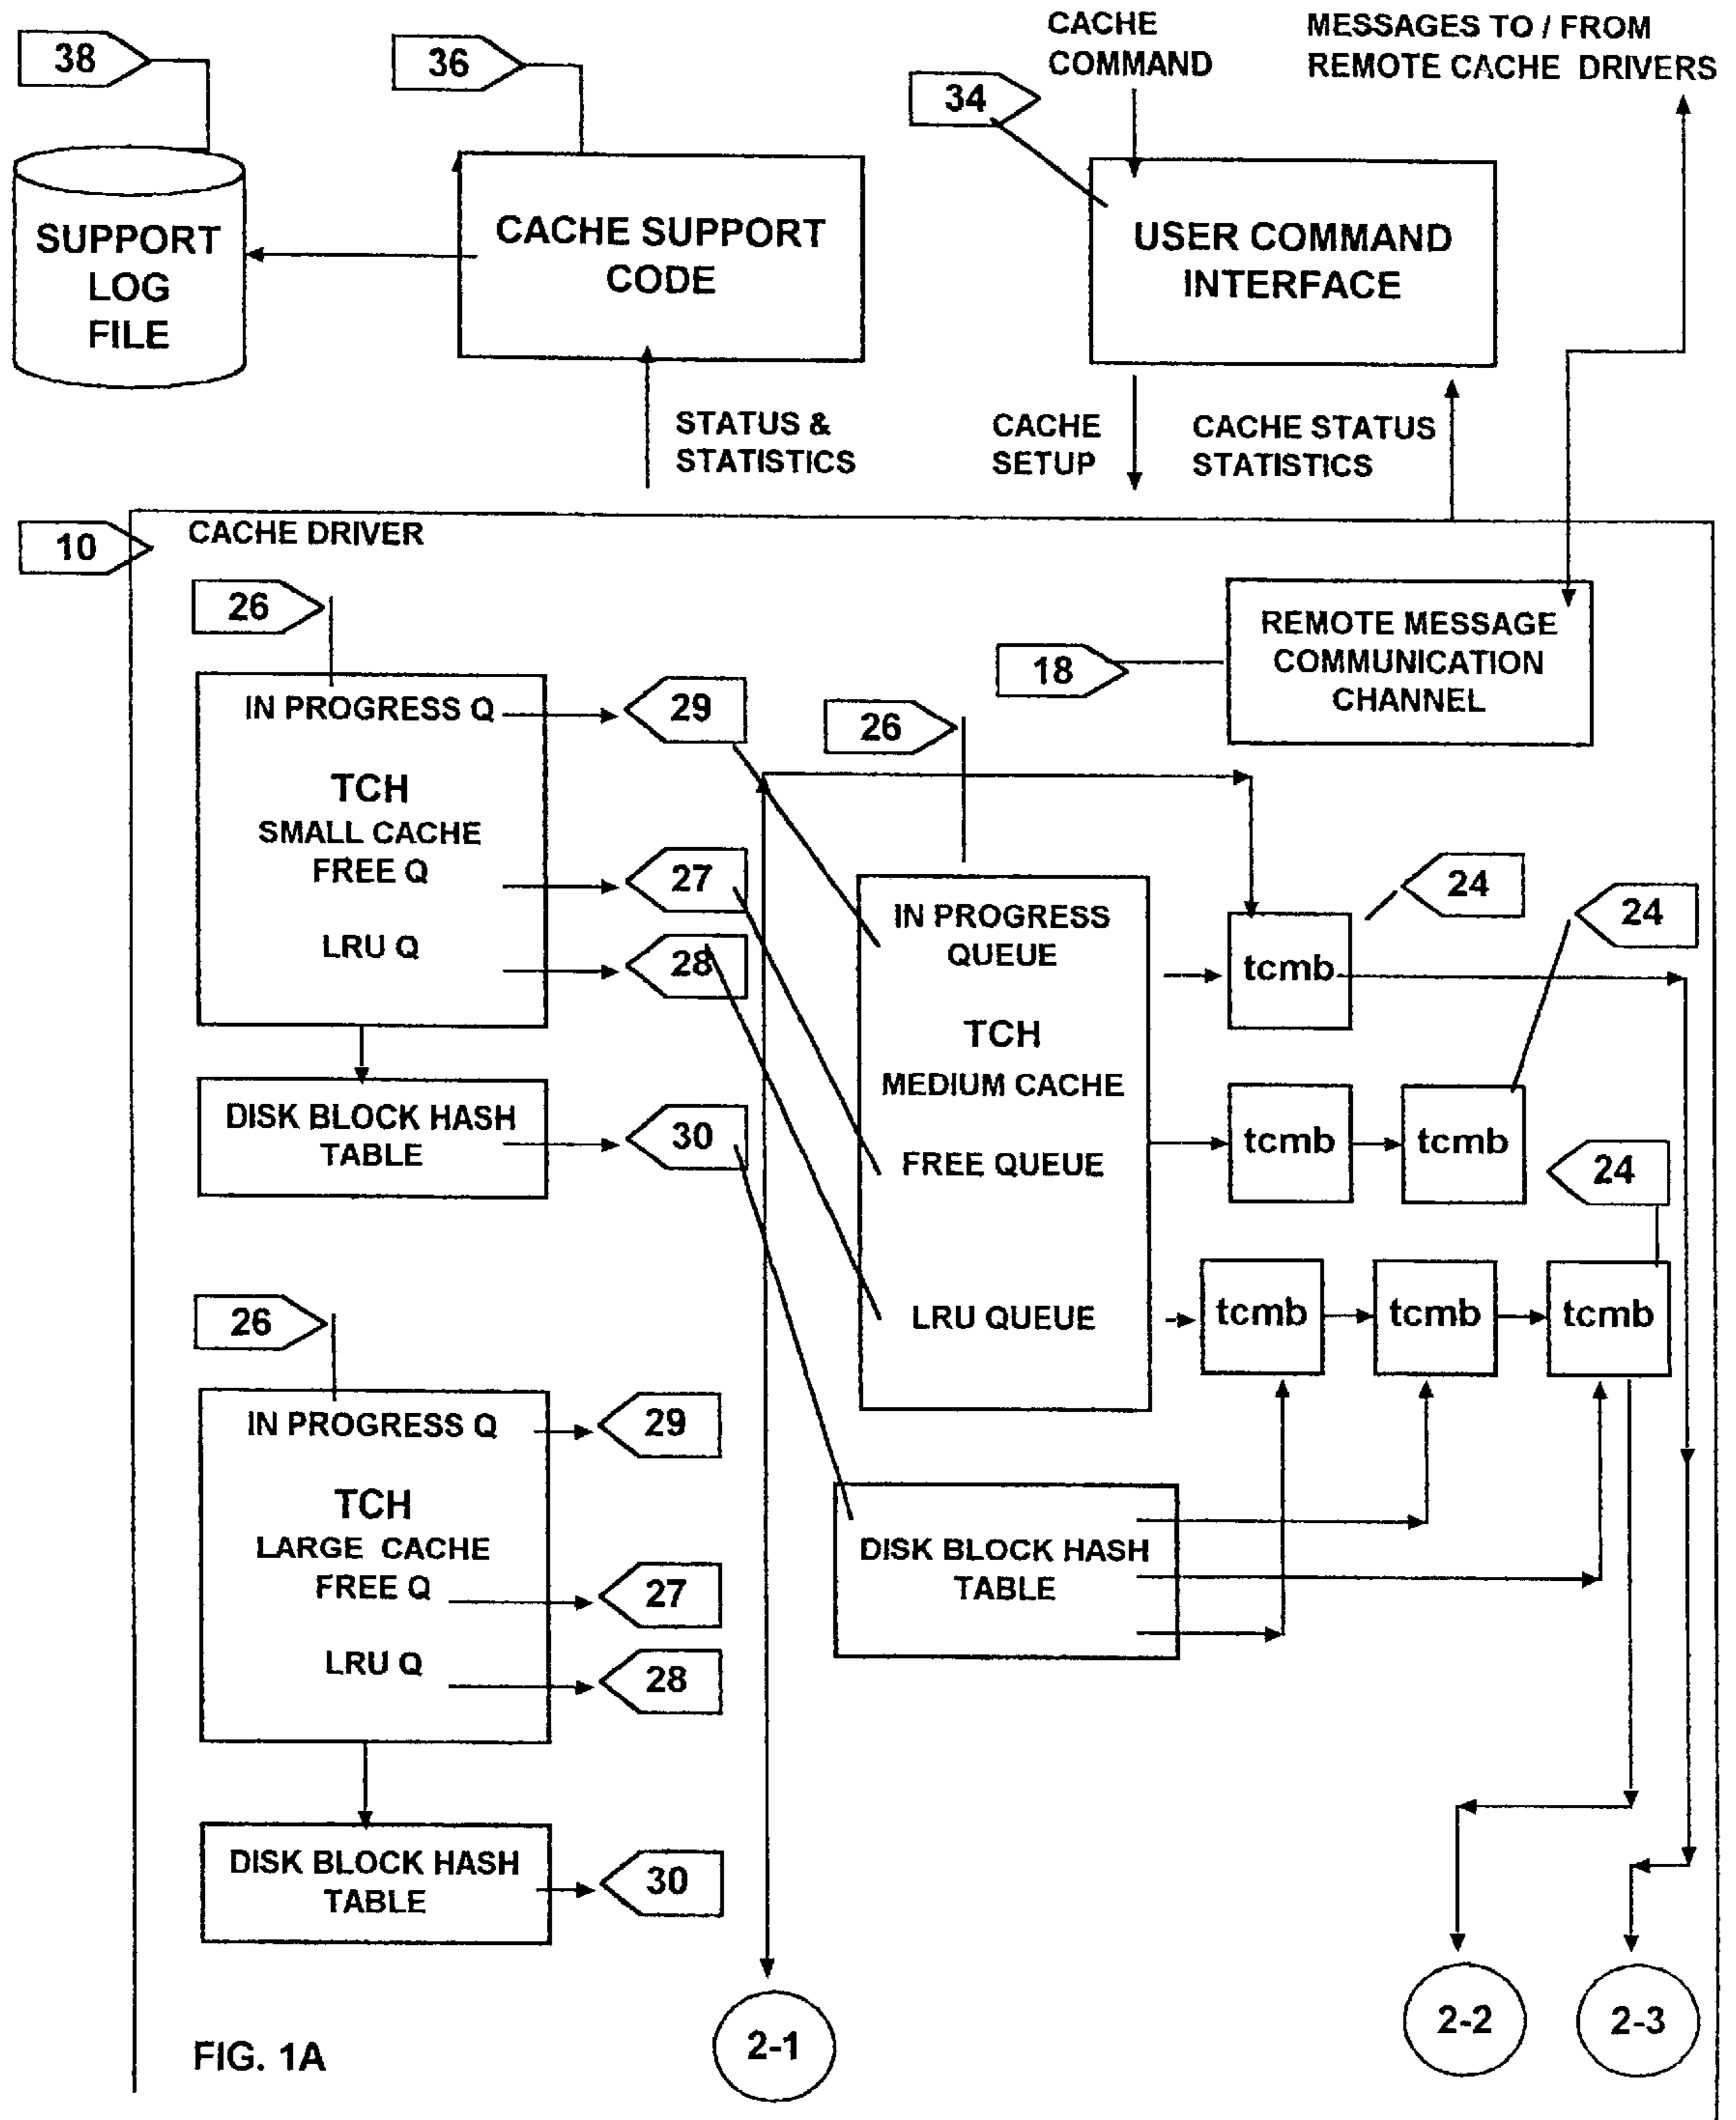 38
36
34
CACHE
COMMAND
MESSAGES TO / FROM
REMOTE CACHE DRIVERS
SUPPORT
LOG
FILE
CACHE SUPPORT
CODE
USER COMMAND
INTERFACE
STATUS &
STATISTICS
CACHE
SETUP
CACHE STATUS
STATISTICS
10
CACHE DRIVER
26
IN PROGRESS Q
TCH
SMALL CACHE
FREE Q
LRU Q
29
27
28
DISK BLOCK HASH
TABLE
30
18
REMOTE MESSAGE
COMMUNICATION
CHANNEL
26
IN PROGRESS
QUEUE
TCH
MEDIUM CACHE
FREE QUEUE
LRU QUEUE
24
24
tcmb
tcmb
tcmb
24
tcmb
tcmb
tcmb
26
IN PROGRESS Q
TCH
LARGE CACHE
FREE Q
LRU Q
29
27
28
DISK BLOCK HASH
TABLE
DISK BLOCK HASH
TABLE
30
FIG. 1A
2-1
2-2
2-3